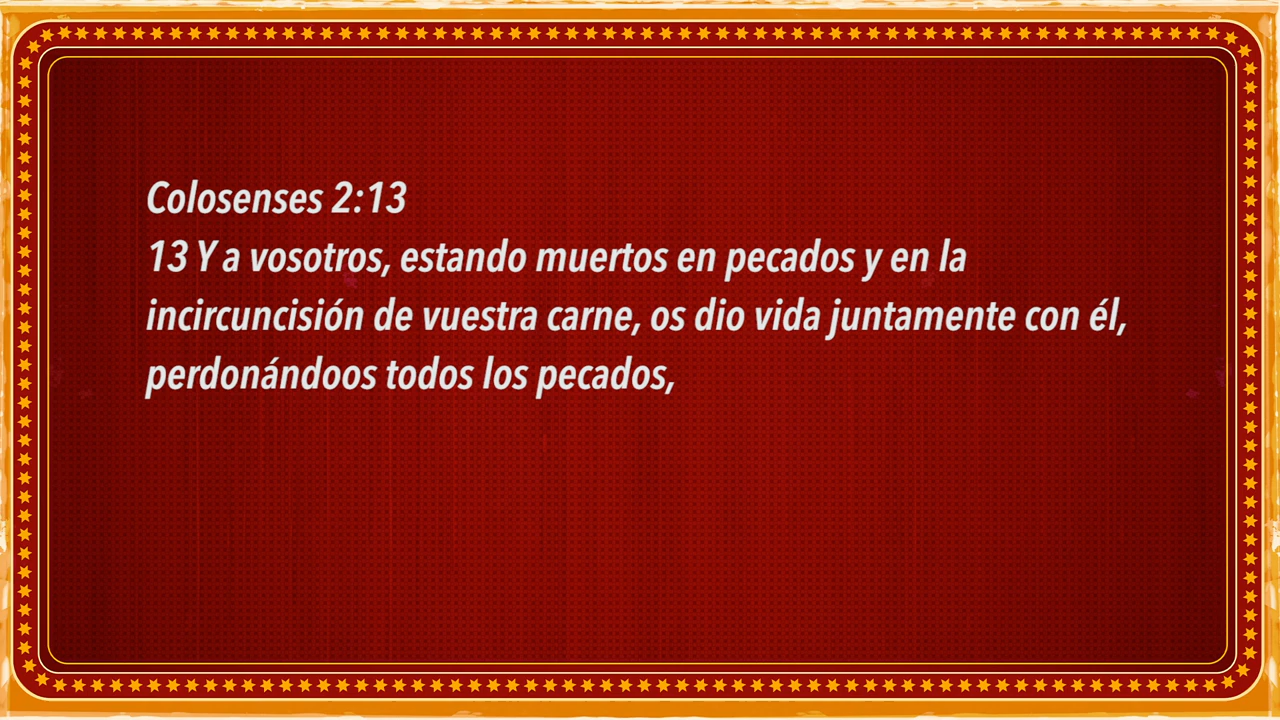 Colosenses 2:13
13 Y a vosotros, estando muertos en pecados y en la
incircuncisión de vuestra carne, os dio vida juntamente con él,
perdonándoos todos los pecados,